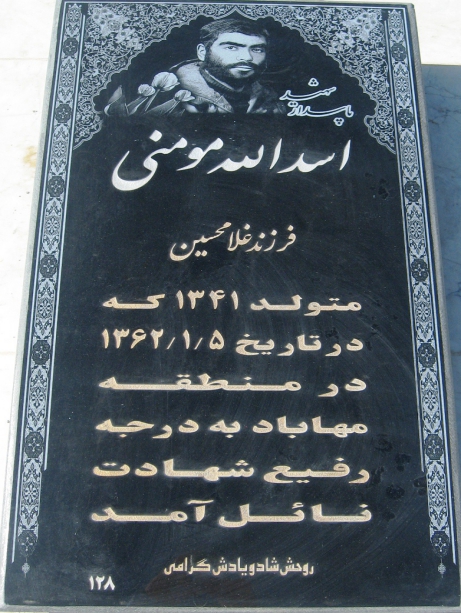 شهید
پاسدار
اسدالله مومنی
فرزند غلامحسین
متولد ۱۳۴۱ که
در تاریخ ۱۳۶۲/۱/۵
در منطقه
مهاباد به درجه
رفیع شهادت
نائل آمد
روحش شاد و یادش گرامی
۱۲۸